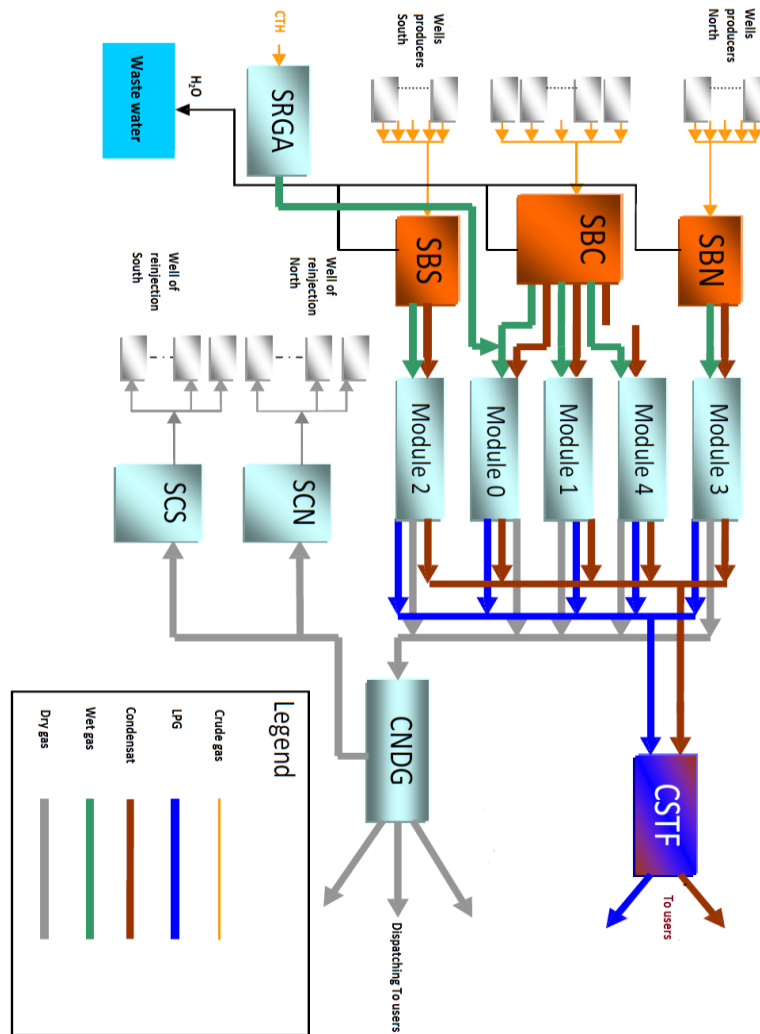 Wells
producers
North
Wells
producers
South
CTH
SRGA
H₂O
Waste water
SBN
SBC
SBS
Module 3
Module 4
Module 1
Module 0
Module 2
Well of
reinjection
North
Well of
reinjection
South
SCN
SCS
CNDG
CSTF
To users
Dispatching To users
Legend
Crude gas
LPG
Condensat
Wet gas
Dry gas